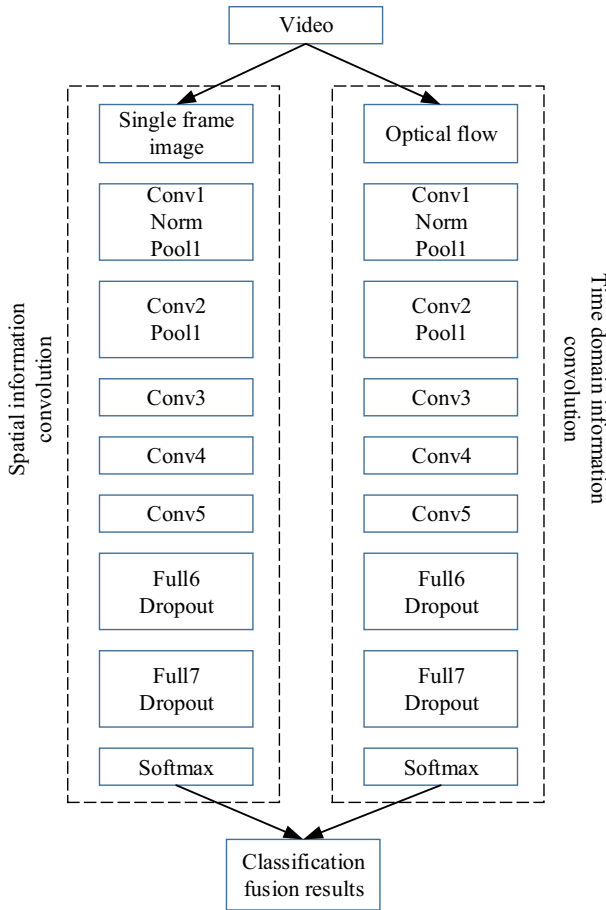 Video
Single frame
image
Conv1
Norm
Pool1
Conv2
Pool1
Conv3
Conv4
Conv5
Full6
Dropout
Full7
Dropout
Softmax
Spatial information
convolution
Optical flow
Conv1
Norm
Pool1
Conv2
Pool1
Conv3
Conv4
Conv5
Full6
Dropout
Full7
Dropout
Softmax
Time domain information
convolution
Classification
fusion results